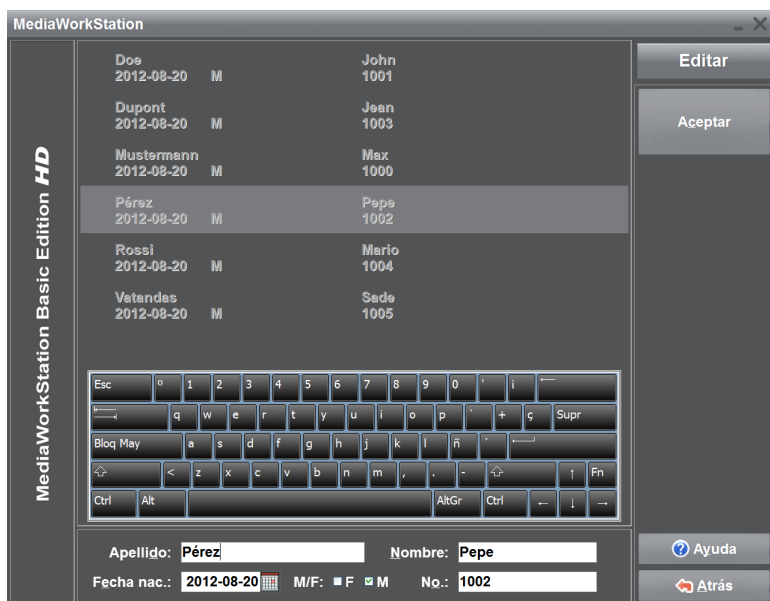 MediaWorkStation
MediaWorkStation Basic Edition HD
Doe John
2012-08-20 M 1001
Dupont Jean
2012-08-20 M 1003
Mustermann Max
2012-08-20 M 1000
Pérez Pepe
2012-08-20 M 1002
Rossi Mario
2012-08-20 M 1004
Vatandas Sade
2012-08-20 M 1005
Editar
Aceptar
Esc º 1 2 3 4 5 6 7 8 9 0 ' ¡
q w e r t y u i o p ` + ç Supr
Bloq May a s d f g h j k l ñ ´
< z x c v b n m , . - ↑ Fn
Ctrl Alt AltGr Ctrl ← ↓ →
Apellido: Pérez Nombre: Pepe
Fecha nac.: 2012-08-20 M/F: F M No.: 1002
Ayuda
Atrás